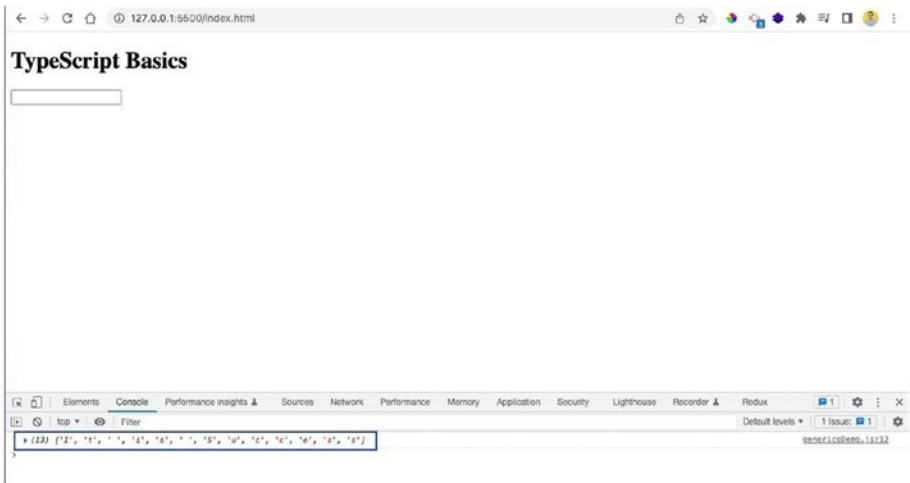 127.0.0.1:5500/index.html
TypeScript Basics
Elements Console Performance insights Sources Network Performance Memory Application Security Lighthouse Recorder Redux 1
top Filter Default levels 1 Issue: 1
(13) ['I', 't', ' ', 'i', 's', ' ', 'S', 'u', 'c', 'c', 'e', 's', 's'] genericsDemo.js:12